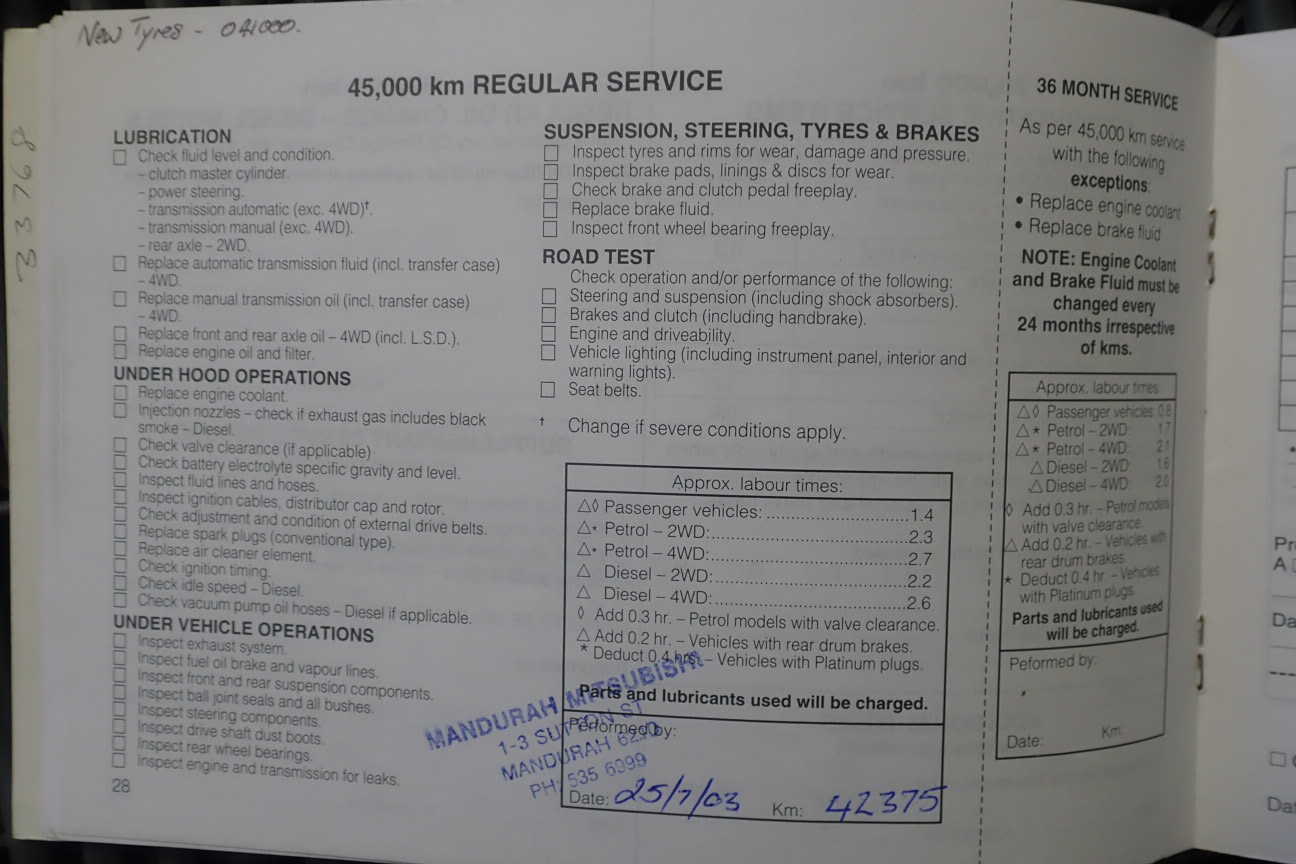 New Tyres - 041000.
33768
45,000 km REGULAR SERVICE
LUBRICATION
Check fluid level and condition.
– clutch master cylinder.
– power steering.
– transmission automatic (exc. 4WD)†.
– transmission manual (exc. 4WD).
– rear axle – 2WD.
Replace automatic transmission fluid (incl. transfer case)
– 4WD.
Replace manual transmission oil (incl. transfer case)
– 4WD.
Replace front and rear axle oil – 4WD (incl. L.S.D.).
Replace engine oil and filter.
UNDER HOOD OPERATIONS
Replace engine coolant.
Injection nozzles – check if exhaust gas includes black
smoke – Diesel.
Check valve clearance (if applicable)
Check battery electrolyte specific gravity and level.
Inspect fluid lines and hoses.
Inspect ignition cables, distributor cap and rotor.
Check adjustment and condition of external drive belts.
Replace spark plugs (conventional type).
Replace air cleaner element.
Check ignition timing.
Check idle speed – Diesel.
Check vacuum pump oil hoses – Diesel if applicable.
UNDER VEHICLE OPERATIONS
Inspect exhaust system.
Inspect fuel oil brake and vapour lines.
Inspect front and rear suspension components.
Inspect ball joint seals and all bushes.
Inspect steering components.
Inspect drive shaft dust boots.
Inspect rear wheel bearings.
Inspect engine and transmission for leaks.
28
SUSPENSION, STEERING, TYRES & BRAKES
Inspect tyres and rims for wear, damage and pressure.
Inspect brake pads, linings & discs for wear.
Check brake and clutch pedal freeplay.
Replace brake fluid.
Inspect front wheel bearing freeplay.
ROAD TEST
Check operation and/or performance of the following:
Steering and suspension (including shock absorbers).
Brakes and clutch (including handbrake).
Engine and driveability.
Vehicle lighting (including instrument panel, interior and
warning lights).
Seat belts.
† Change if severe conditions apply.
Approx. labour times:
△◊ Passenger vehicles: ................................1.4
△* Petrol – 2WD:............................................2.3
△* Petrol – 4WD:............................................2.7
△ Diesel – 2WD:...........................................2.2
△ Diesel – 4WD:...........................................2.6
◊ Add 0.3 hr. – Petrol models with valve clearance.
△ Add 0.2 hr. – Vehicles with rear drum brakes.
* Deduct 0.4 hrs. – Vehicles with Platinum plugs.
Parts and lubricants used will be charged.
Performed by:
MANDURAH MITSUBISHI
1-3 SUTTON ST
MANDURAH 6210
PH: 535 6999
Date: 25/7/03 Km: 42375
36 MONTH SERVICE
As per 45,000 km service
with the following
exceptions:
• Replace engine coolant
• Replace brake fluid
NOTE: Engine Coolant
and Brake Fluid must be
changed every
24 months irrespective
of kms.
Approx. labour times:
△◊ Passenger vehicles: 0.8
△* Petrol – 2WD: 1.7
△* Petrol – 4WD: 2.1
△ Diesel – 2WD: 1.6
△ Diesel – 4WD: 2.0
◊ Add 0.3 hr. – Petrol models
with valve clearance.
△ Add 0.2 hr. – Vehicles with
rear drum brakes.
* Deduct 0.4 hr. – Vehicles
with Platinum plugs.
Parts and lubricants used
will be charged.
Peformed by:
Date: Km: